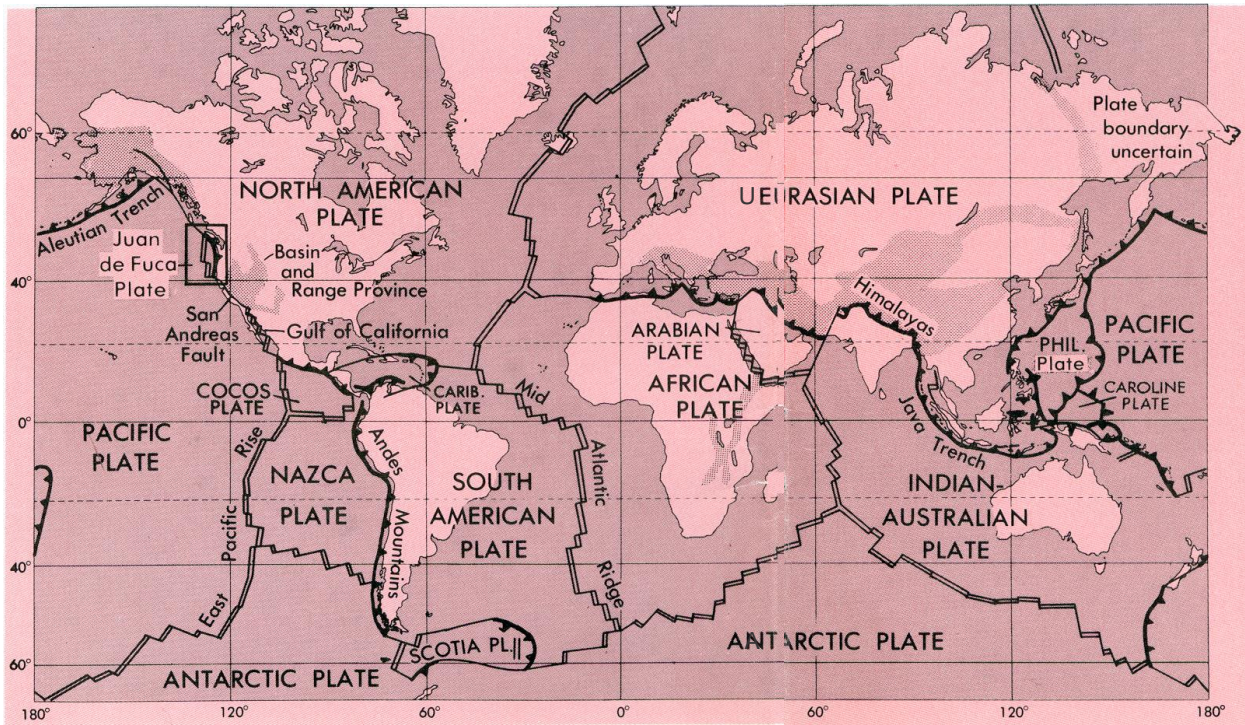 60°
40°
20°
0°
20°
40°
60°
180°
120°
60°
0°
60°
120°
180°
Aleutian Trench
NORTH AMERICAN
PLATE
Juan
de Fuca
Plate
Basin
and
Range Province
San
Andreas
Fault
Gulf of California
COCOS
PLATE
CARIB.
PLATE
PACIFIC
PLATE
East Pacific Rise
NAZCA
PLATE
Andes Mountains
SOUTH
AMERICAN
PLATE
Mid Atlantic Ridge
SCOTIA PL.
ANTARCTIC PLATE
UEURASIAN PLATE
Plate
boundary
uncertain
Himalayas
ARABIAN
PLATE
AFRICAN
PLATE
PHIL.
Plate
PACIFIC
PLATE
CAROLINE
PLATE
Java Trench
INDIAN-
AUSTRALIAN
PLATE
ANTARCTIC PLATE